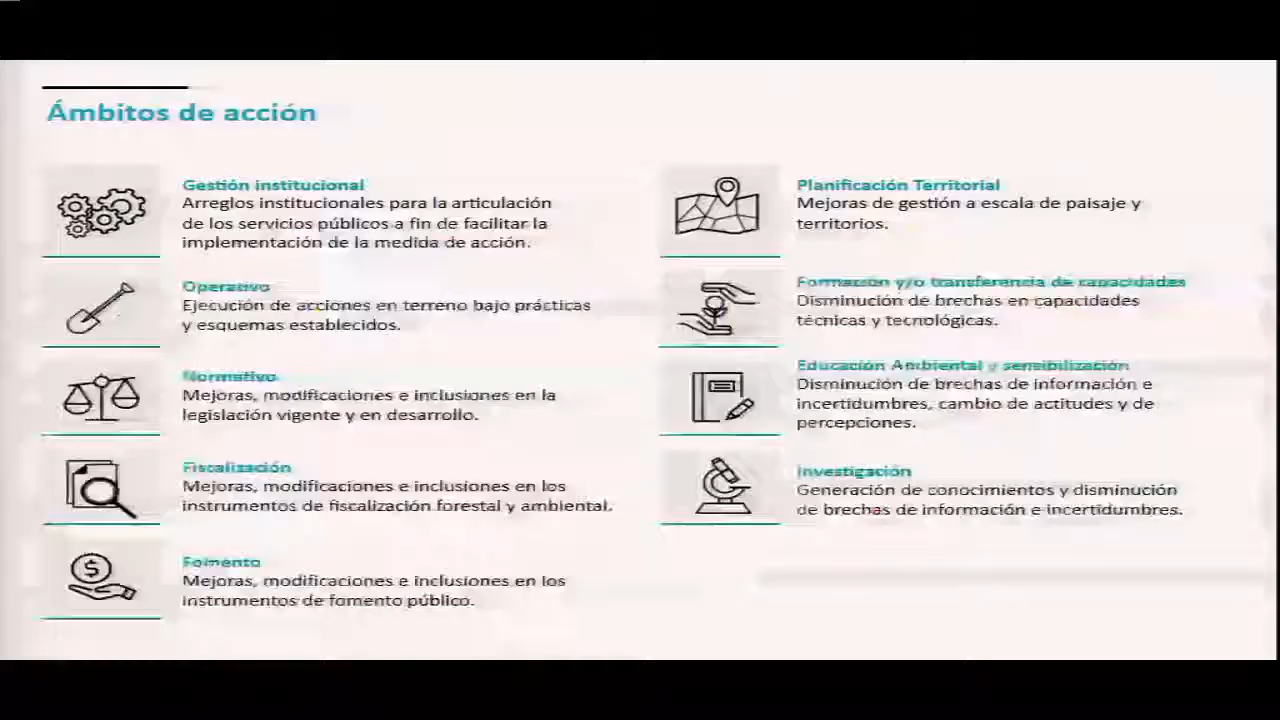 Ámbitos de acción
Gestión institucional
Arreglos institucionales para la articulación
de los servicios públicos a fin de facilitar la
implementación de la medida de acción.
Operativo
Ejecución de acciones en terreno bajo prácticas
y esquemas establecidos.
Normativo
Mejoras, modificaciones e inclusiones en la
legislación vigente y en desarrollo.
Fiscalización
Mejoras, modificaciones e inclusiones en los
instrumentos de fiscalización forestal y ambiental.
$
Fomento
Mejoras, modificaciones e inclusiones en los
instrumentos de fomento público.
Planificación Territorial
Mejoras de gestión a escala de paisaje y
territorios.
Formación y/o transferencia de capacidades
Disminución de brechas en capacidades
técnicas y tecnológicas.
Educación Ambiental y sensibilización
Disminución de brechas de información e
incertidumbres, cambio de actitudes y de
percepciones.
Investigación
Generación de conocimientos y disminución
de brechas de información e incertidumbres.